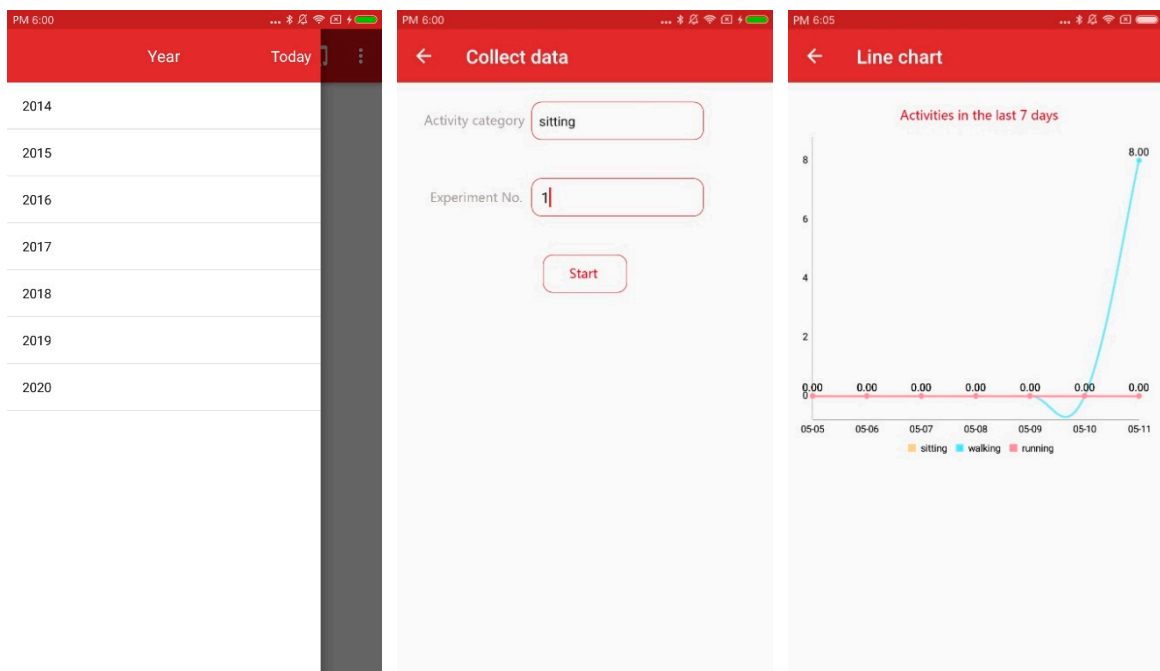 PM 6:00
Year Today
2014
2015
2016
2017
2018
2019
2020
PM 6:00
Collect data
Activity category sitting
Experiment No. 1
Start
PM 6:05
Line chart
Activities in the last 7 days
8.00
8
6
4
2
0.00 0.00 0.00 0.00 0.00 0.00 0.00
0
05-05 05-06 05-07 05-08 05-09 05-10 05-11
sitting walking running